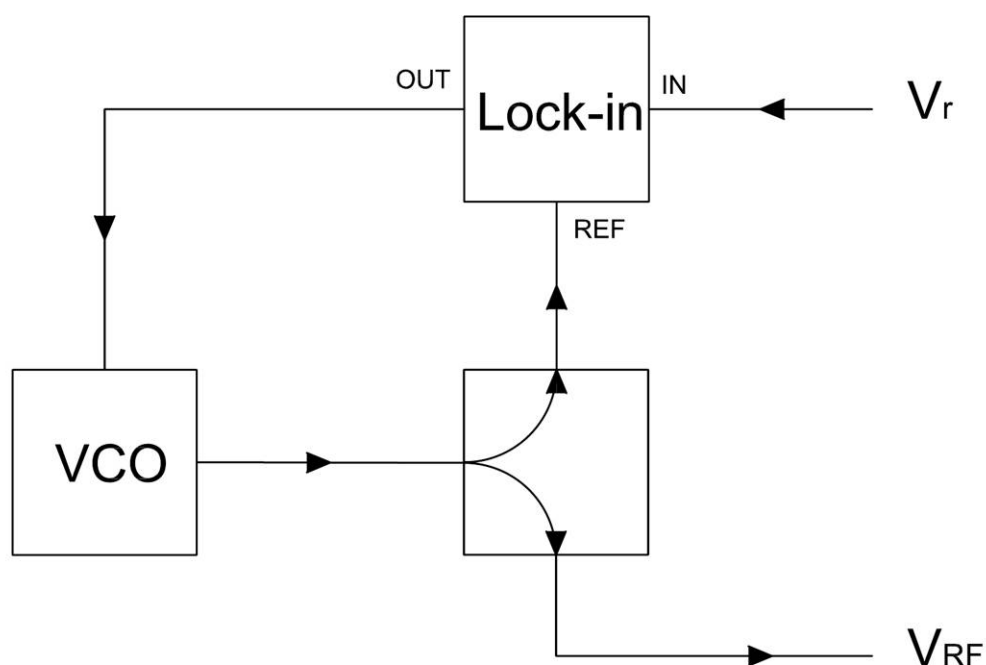 OUT
Lock-in
IN
Vr
REF
VCO
VRF